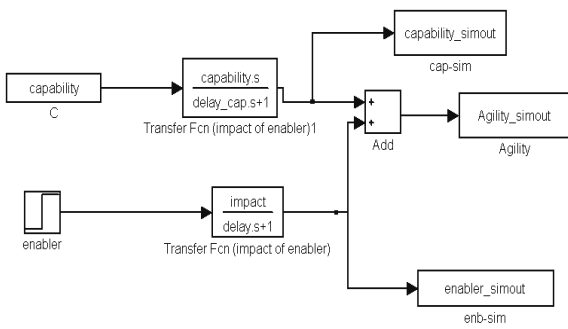 capability_simout
cap-sim
capability
C
capability.s
delay_cap.s+1
Transfer Fcn (impact of enabler)1
+
+
Add
Agility_simout
Agility
enabler
impact
delay.s+1
Transfer Fcn (impact of enabler)
enabler_simout
enb-sim